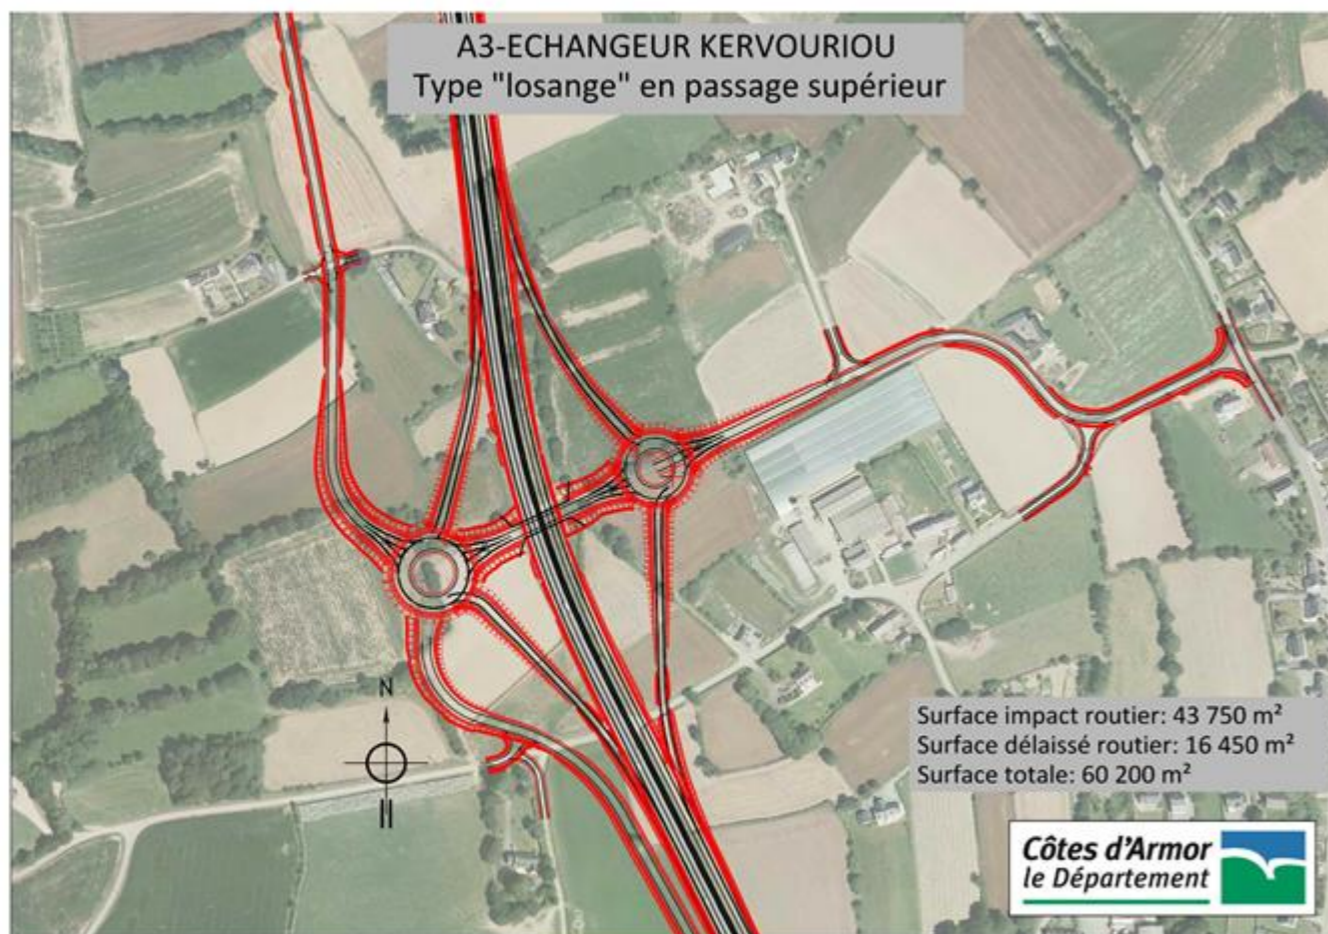 A3-ECHANGEUR KERVOURIOU
Type "losange" en passage supérieur
N
Surface impact routier: 43 750 m²
Surface délaissé routier: 16 450 m²
Surface totale: 60 200 m²
Côtes d'Armor
le Département